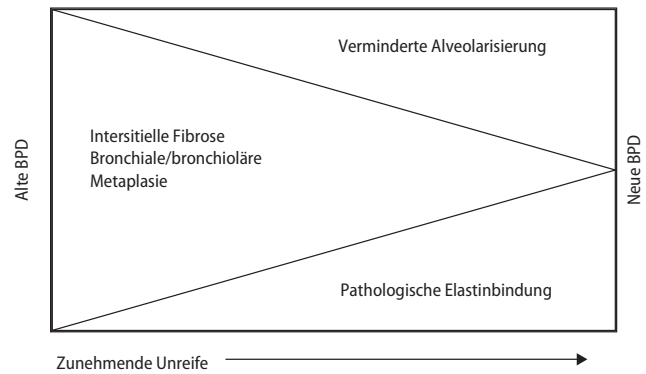 Verminderte Alveolarisierung
Alte BPD
Intersitielle Fibrose
Bronchiale/bronchioläre
Metaplasie
Neue BPD
Pathologische Elastinbindung
Zunehmende Unreife